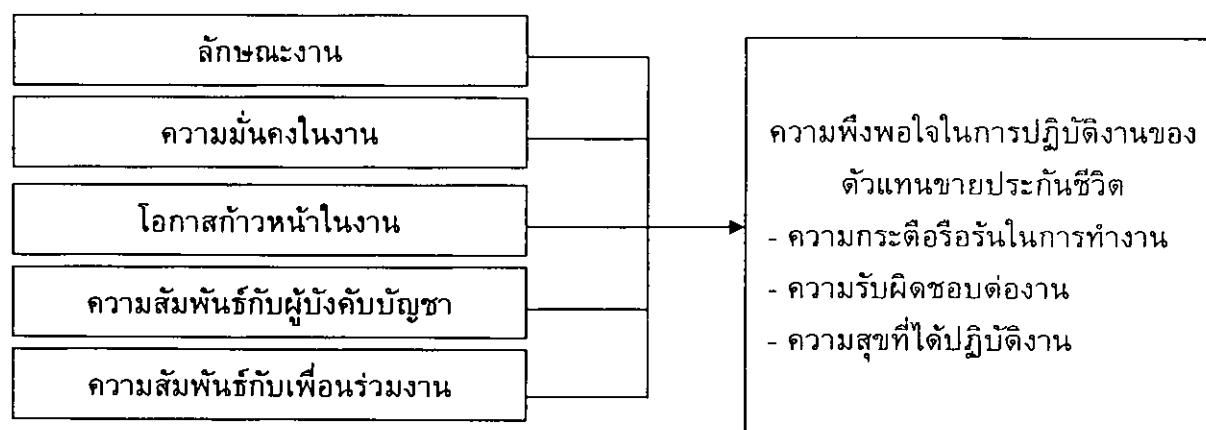 ลักษณะงาน
ความมั่นคงในงาน
โอกาสก้าวหน้าในงาน
ความสัมพันธ์กับผู้บังคับบัญชา
ความสัมพันธ์กับเพื่อนร่วมงาน
ความพึงพอใจในการปฏิบัติงานของ
ตัวแทนขายประกันชีวิต
- ความกระตือรือร้นในการทำงาน
- ความรับผิดชอบต่องาน
- ความสุขที่ได้ปฏิบัติงาน